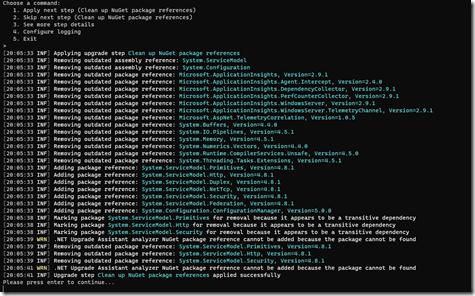 Choose a command:
1. Apply next step (Clean up NuGet package references)
2. Skip next step (Clean up NuGet package references)
3. See more step details
4. Configure logging
5. Exit
>
[20:05:33 INF] Applying upgrade step Clean up NuGet package references
[20:05:33 INF] Removing outdated assembly reference: System.ServiceModel
[20:05:33 INF] Removing outdated assembly reference: System.Configuration
[20:05:33 INF] Removing outdated package reference: Microsoft.ApplicationInsights, Version=2.9.1
[20:05:33 INF] Removing outdated package reference: Microsoft.ApplicationInsights.Agent.Intercept, Version=2.4.0
[20:05:33 INF] Removing outdated package reference: Microsoft.ApplicationInsights.DependencyCollector, Version=2.9.1
[20:05:33 INF] Removing outdated package reference: Microsoft.ApplicationInsights.PerfCounterCollector, Version=2.9.1
[20:05:33 INF] Removing outdated package reference: Microsoft.ApplicationInsights.WindowsServer, Version=2.9.1
[20:05:33 INF] Removing outdated package reference: Microsoft.ApplicationInsights.WindowsServer.TelemetryChannel, Version=2.9.1
[20:05:33 INF] Removing outdated package reference: Microsoft.AspNet.TelemetryCorrelation, Version=1.0.5
[20:05:33 INF] Removing outdated package reference: System.Buffers, Version=4.4.0
[20:05:33 INF] Removing outdated package reference: System.IO.Pipelines, Version=4.5.1
[20:05:33 INF] Removing outdated package reference: System.Memory, Version=4.5.1
[20:05:33 INF] Removing outdated package reference: System.Numerics.Vectors, Version=4.4.0
[20:05:33 INF] Removing outdated package reference: System.Runtime.CompilerServices.Unsafe, Version=4.5.0
[20:05:33 INF] Removing outdated package reference: System.Threading.Tasks.Extensions, Version=4.5.1
[20:05:33 INF] Adding package reference: System.ServiceModel.Primitives, Version=4.8.1
[20:05:33 INF] Adding package reference: System.ServiceModel.Http, Version=4.8.1
[20:05:33 INF] Adding package reference: System.ServiceModel.Duplex, Version=4.8.1
[20:05:33 INF] Adding package reference: System.ServiceModel.NetTcp, Version=4.8.1
[20:05:33 INF] Adding package reference: System.ServiceModel.Security, Version=4.8.1
[20:05:33 INF] Adding package reference: System.ServiceModel.Federation, Version=4.8.1
[20:05:33 INF] Adding package reference: System.Configuration.ConfigurationManager, Version=5.0.0
[20:05:37 INF] Marking package System.ServiceModel.Primitives for removal because it appears to be a transitive dependency
[20:05:38 INF] Marking package System.ServiceModel.Http for removal because it appears to be a transitive dependency
[20:05:38 INF] Marking package System.ServiceModel.Security for removal because it appears to be a transitive dependency
[20:05:39 WRN] .NET Upgrade Assistant analyzer NuGet package reference cannot be added because the package cannot be found
[20:05:39 INF] Removing outdated package reference: System.ServiceModel.Primitives, Version=4.8.1
[20:05:39 INF] Removing outdated package reference: System.ServiceModel.Http, Version=4.8.1
[20:05:39 INF] Removing outdated package reference: System.ServiceModel.Security, Version=4.8.1
[20:05:41 WRN] .NET Upgrade Assistant analyzer NuGet package reference cannot be added because the package cannot be found
[20:05:41 INF] Upgrade step Clean up NuGet package references applied successfully
Please press enter to continue...